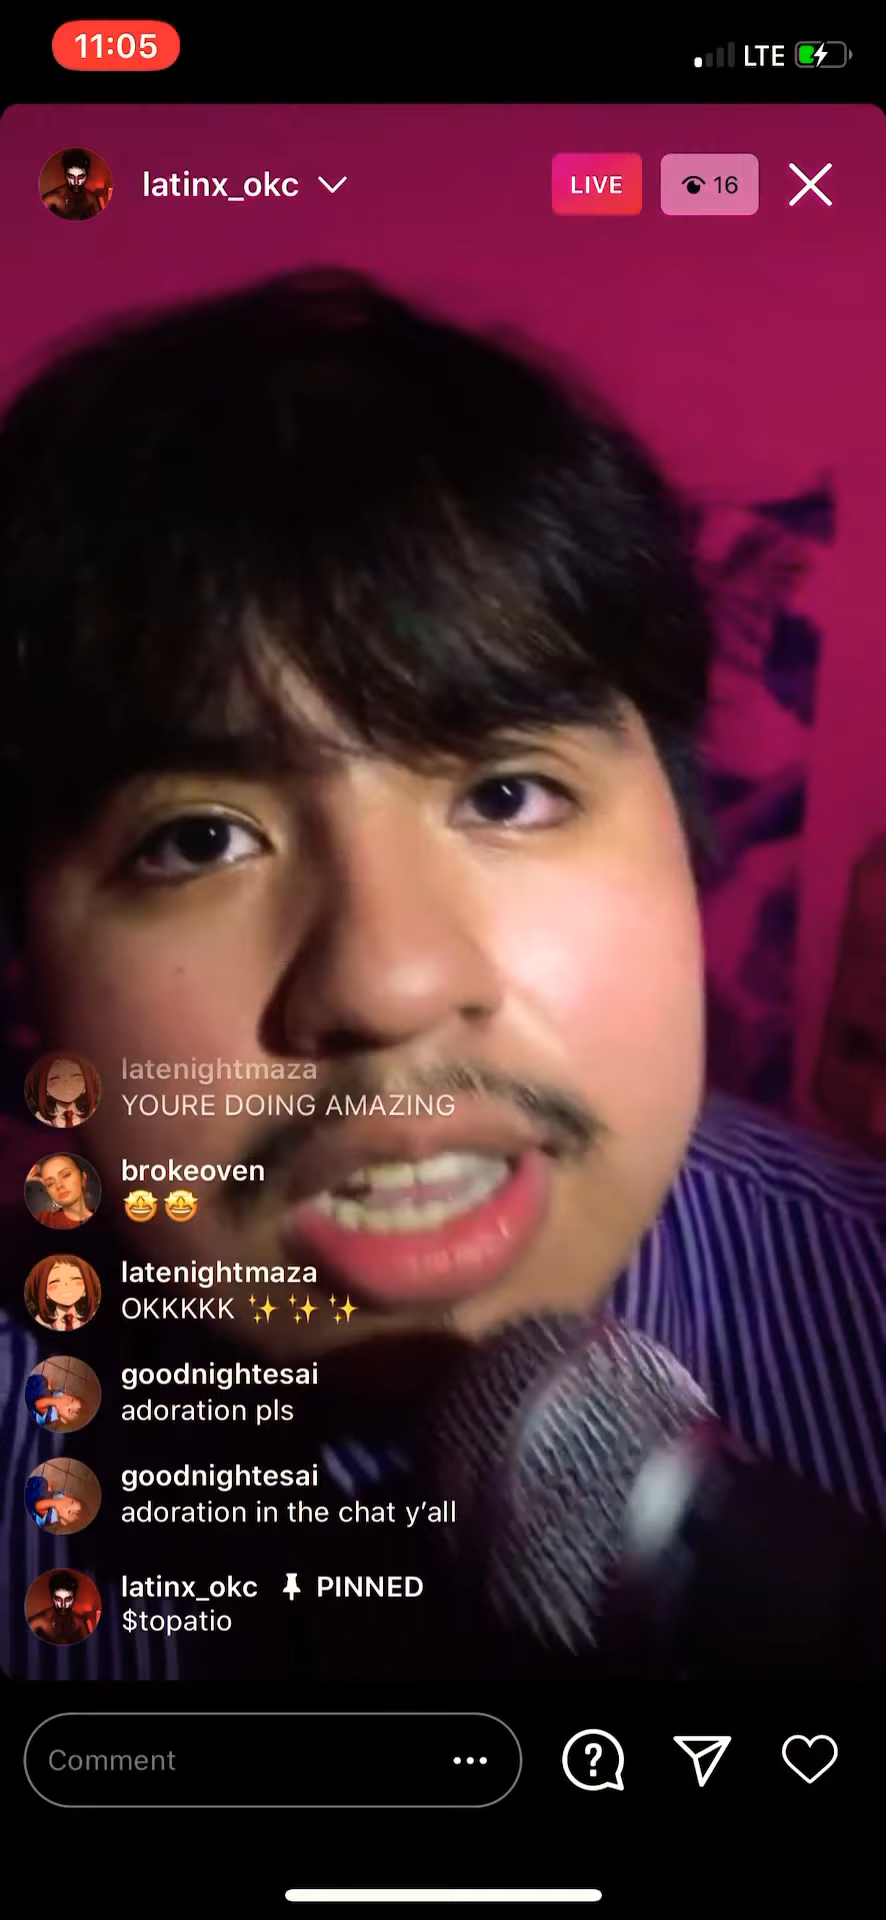 11:05
LTE
latinx_okc
LIVE
16
latenightmaza
YOURE DOING AMAZING
brokeoven
🤩🤩
latenightmaza
OKKKKK ✨✨✨
goodnightesai
adoration pls
goodnightesai
adoration in the chat y’all
latinx_okc 📌 PINNED
$topatio
Comment